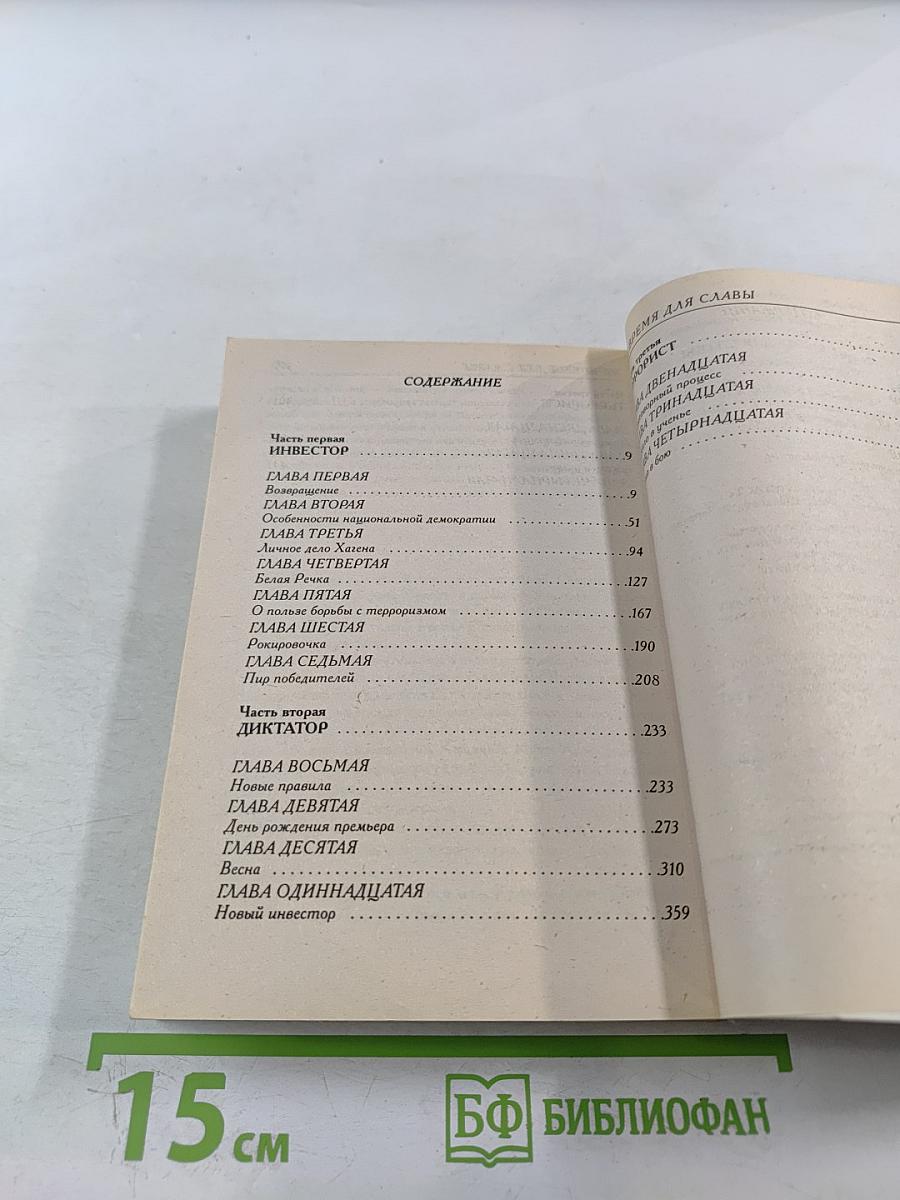 СОДЕРЖАНИЕ
Часть первая
ИНВЕСТОР ........................................ 9
ГЛАВА ПЕРВАЯ
Возвращение ........................................ 9
ГЛАВА ВТОРАЯ
Особенности национальной демократии .................. 51
ГЛАВА ТРЕТЬЯ
Личное дело Хагена ................................ 94
ГЛАВА ЧЕТВЕРТАЯ
Белая Речка ...................................... 127
ГЛАВА ПЯТАЯ
О пользе борьбы с терроризмом ...................... 167
ГЛАВА ШЕСТАЯ
Рокировочка ...................................... 190
ГЛАВА СЕДЬМАЯ
Пир победителей .................................. 208
Часть вторая
ДИКТАТОР ........................................ 233
ГЛАВА ВОСЬМАЯ
Новые правила .................................... 233
ГЛАВА ДЕВЯТАЯ
День рождения премьера ............................ 273
ГЛАВА ДЕСЯТАЯ
Весна ............................................ 310
ГЛАВА ОДИННАДЦАТАЯ
Новый инвестор .................................. 359
ВРЕМЯ ДЛЯ СЛАВЫ
третья
ДВЕНАДЦАТАЯ
процесс
ТРИНАДЦАТАЯ
в ученье
ЧЕТЫРНАДЦАТАЯ
в бою
15 см
БФ БИБЛИОФАН